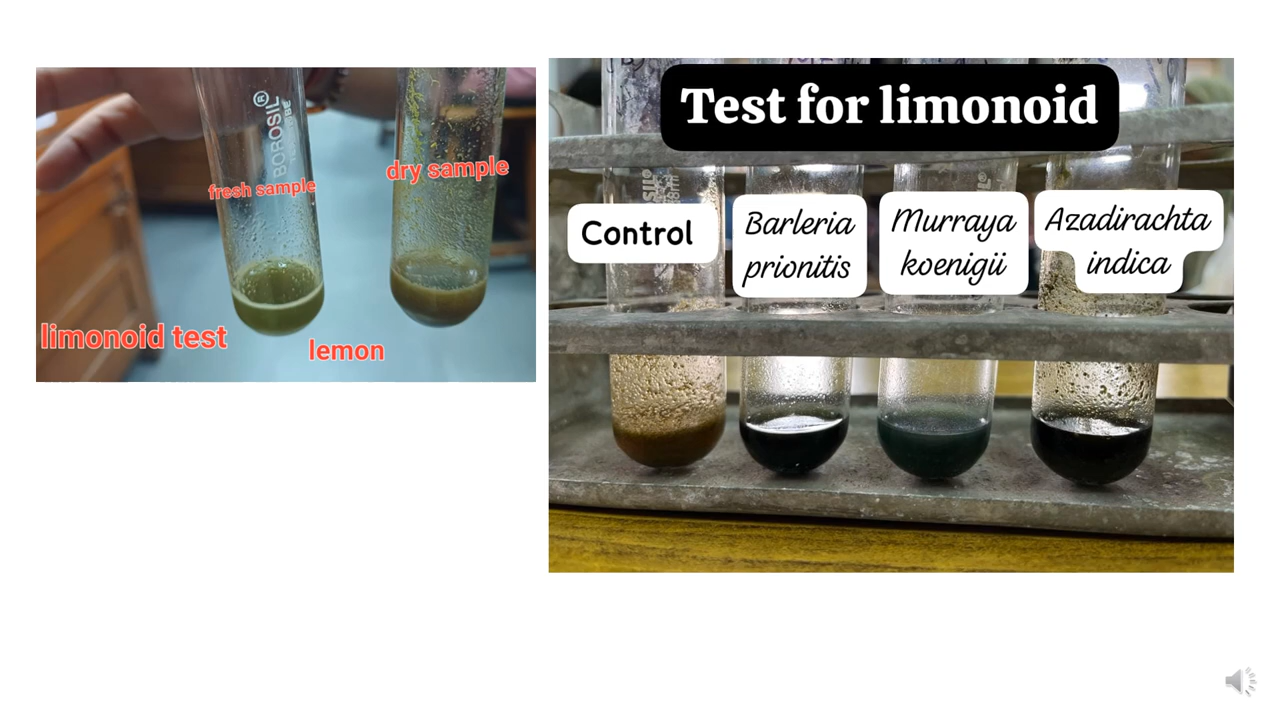 BOROSIL®
fresh sample
dry sample
limonoid test
lemon
Test for limonoid
Control
Barleria
prionitis
Murraya
koenigii
Azadirachta
indica